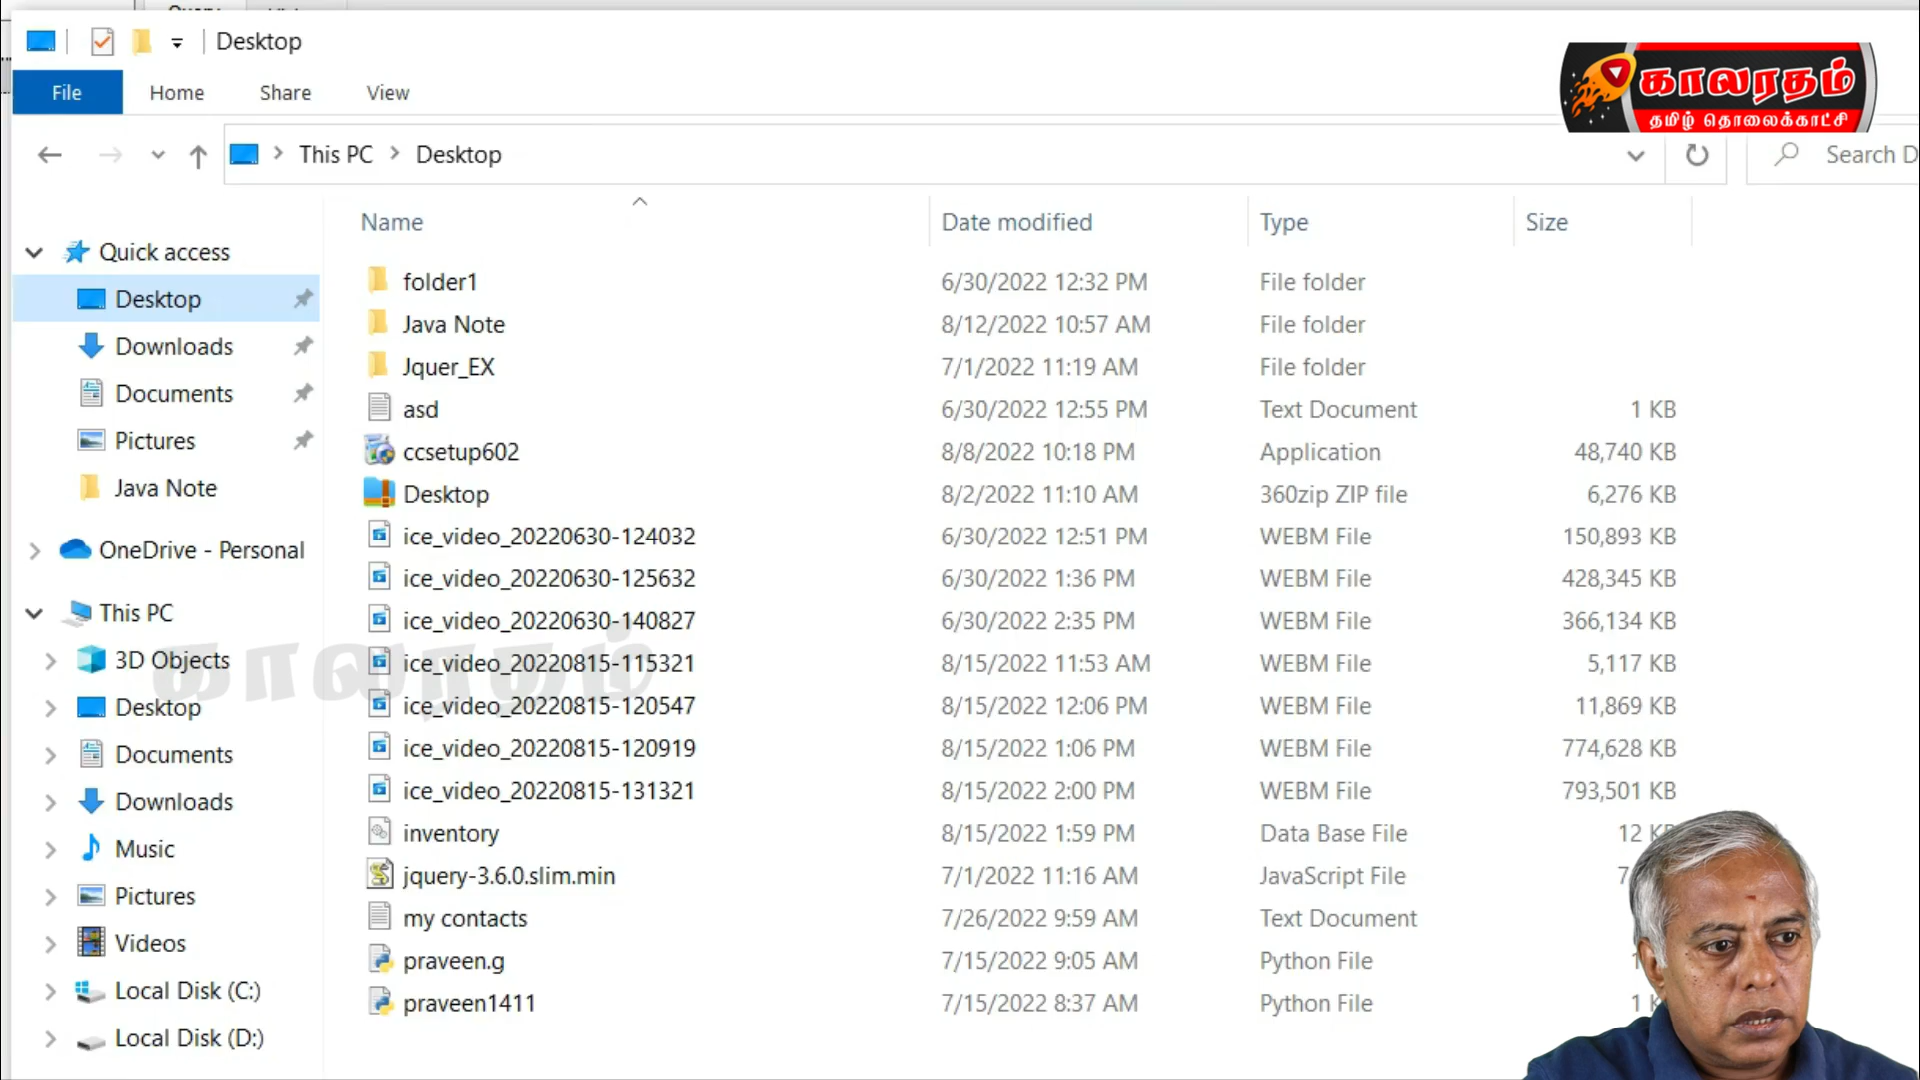 Desktop
காலரதம்
தமிழ் தொலைக்காட்சி
File Home Share View
This PC > Desktop
Search D
Name Date modified Type Size
Quick access
Desktop
Downloads
Documents
Pictures
Java Note
OneDrive - Personal
This PC
3D Objects
Desktop
Documents
Downloads
Music
Pictures
Videos
Local Disk (C:)
Local Disk (D:)
folder1 6/30/2022 12:32 PM File folder
Java Note 8/12/2022 10:57 AM File folder
Jquer_EX 7/1/2022 11:19 AM File folder
asd 6/30/2022 12:55 PM Text Document 1 KB
ccsetup602 8/8/2022 10:18 PM Application 48,740 KB
Desktop 8/2/2022 11:10 AM 360zip ZIP file 6,276 KB
ice_video_20220630-124032 6/30/2022 12:51 PM WEBM File 150,893 KB
ice_video_20220630-125632 6/30/2022 1:36 PM WEBM File 428,345 KB
ice_video_20220630-140827 6/30/2022 2:35 PM WEBM File 366,134 KB
ice_video_20220815-115321 8/15/2022 11:53 AM WEBM File 5,117 KB
ice_video_20220815-120547 8/15/2022 12:06 PM WEBM File 11,869 KB
ice_video_20220815-120919 8/15/2022 1:06 PM WEBM File 774,628 KB
ice_video_20220815-131321 8/15/2022 2:00 PM WEBM File 793,501 KB
inventory 8/15/2022 1:59 PM Data Base File 12 KB
jquery-3.6.0.slim.min 7/1/2022 11:16 AM JavaScript File 7
my contacts 7/26/2022 9:59 AM Text Document
praveen.g 7/15/2022 9:05 AM Python File 1
praveen1411 7/15/2022 8:37 AM Python File 1 K
காலரதம்